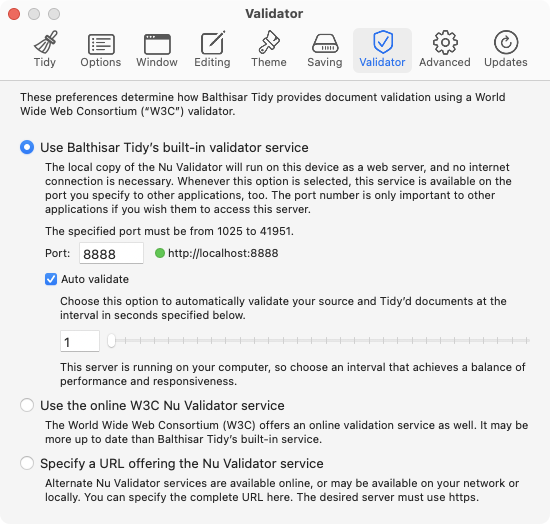 Validator
Tidy Options Window Editing Theme Saving Validator Advanced Updates
These preferences determine how Balthisar Tidy provides document validation using a World
Wide Web Consortium (“W3C”) validator.
Use Balthisar Tidy’s built-in validator service
The local copy of the Nu Validator will run on this device as a web server, and no internet
connection is necessary. Whenever this option is selected, this service is available on the
port you specify to other applications, too. The port number is only important to other
applications if you wish them to access this server.
The specified port must be from 1025 to 41951.
Port: 8888 http://localhost:8888
Auto validate
Choose this option to automatically validate your source and Tidy’d documents at the
interval in seconds specified below.
1
This server is running on your computer, so choose an interval that achieves a balance of
performance and responsiveness.
Use the online W3C Nu Validator service
The World Wide Web Consortium (W3C) offers an online validation service as well. It may be
more up to date than Balthisar Tidy’s built-in service.
Specify a URL offering the Nu Validator service
Alternate Nu Validator services are available online, or may be available on your network or
locally. You can specify the complete URL here. The desired server must use https.